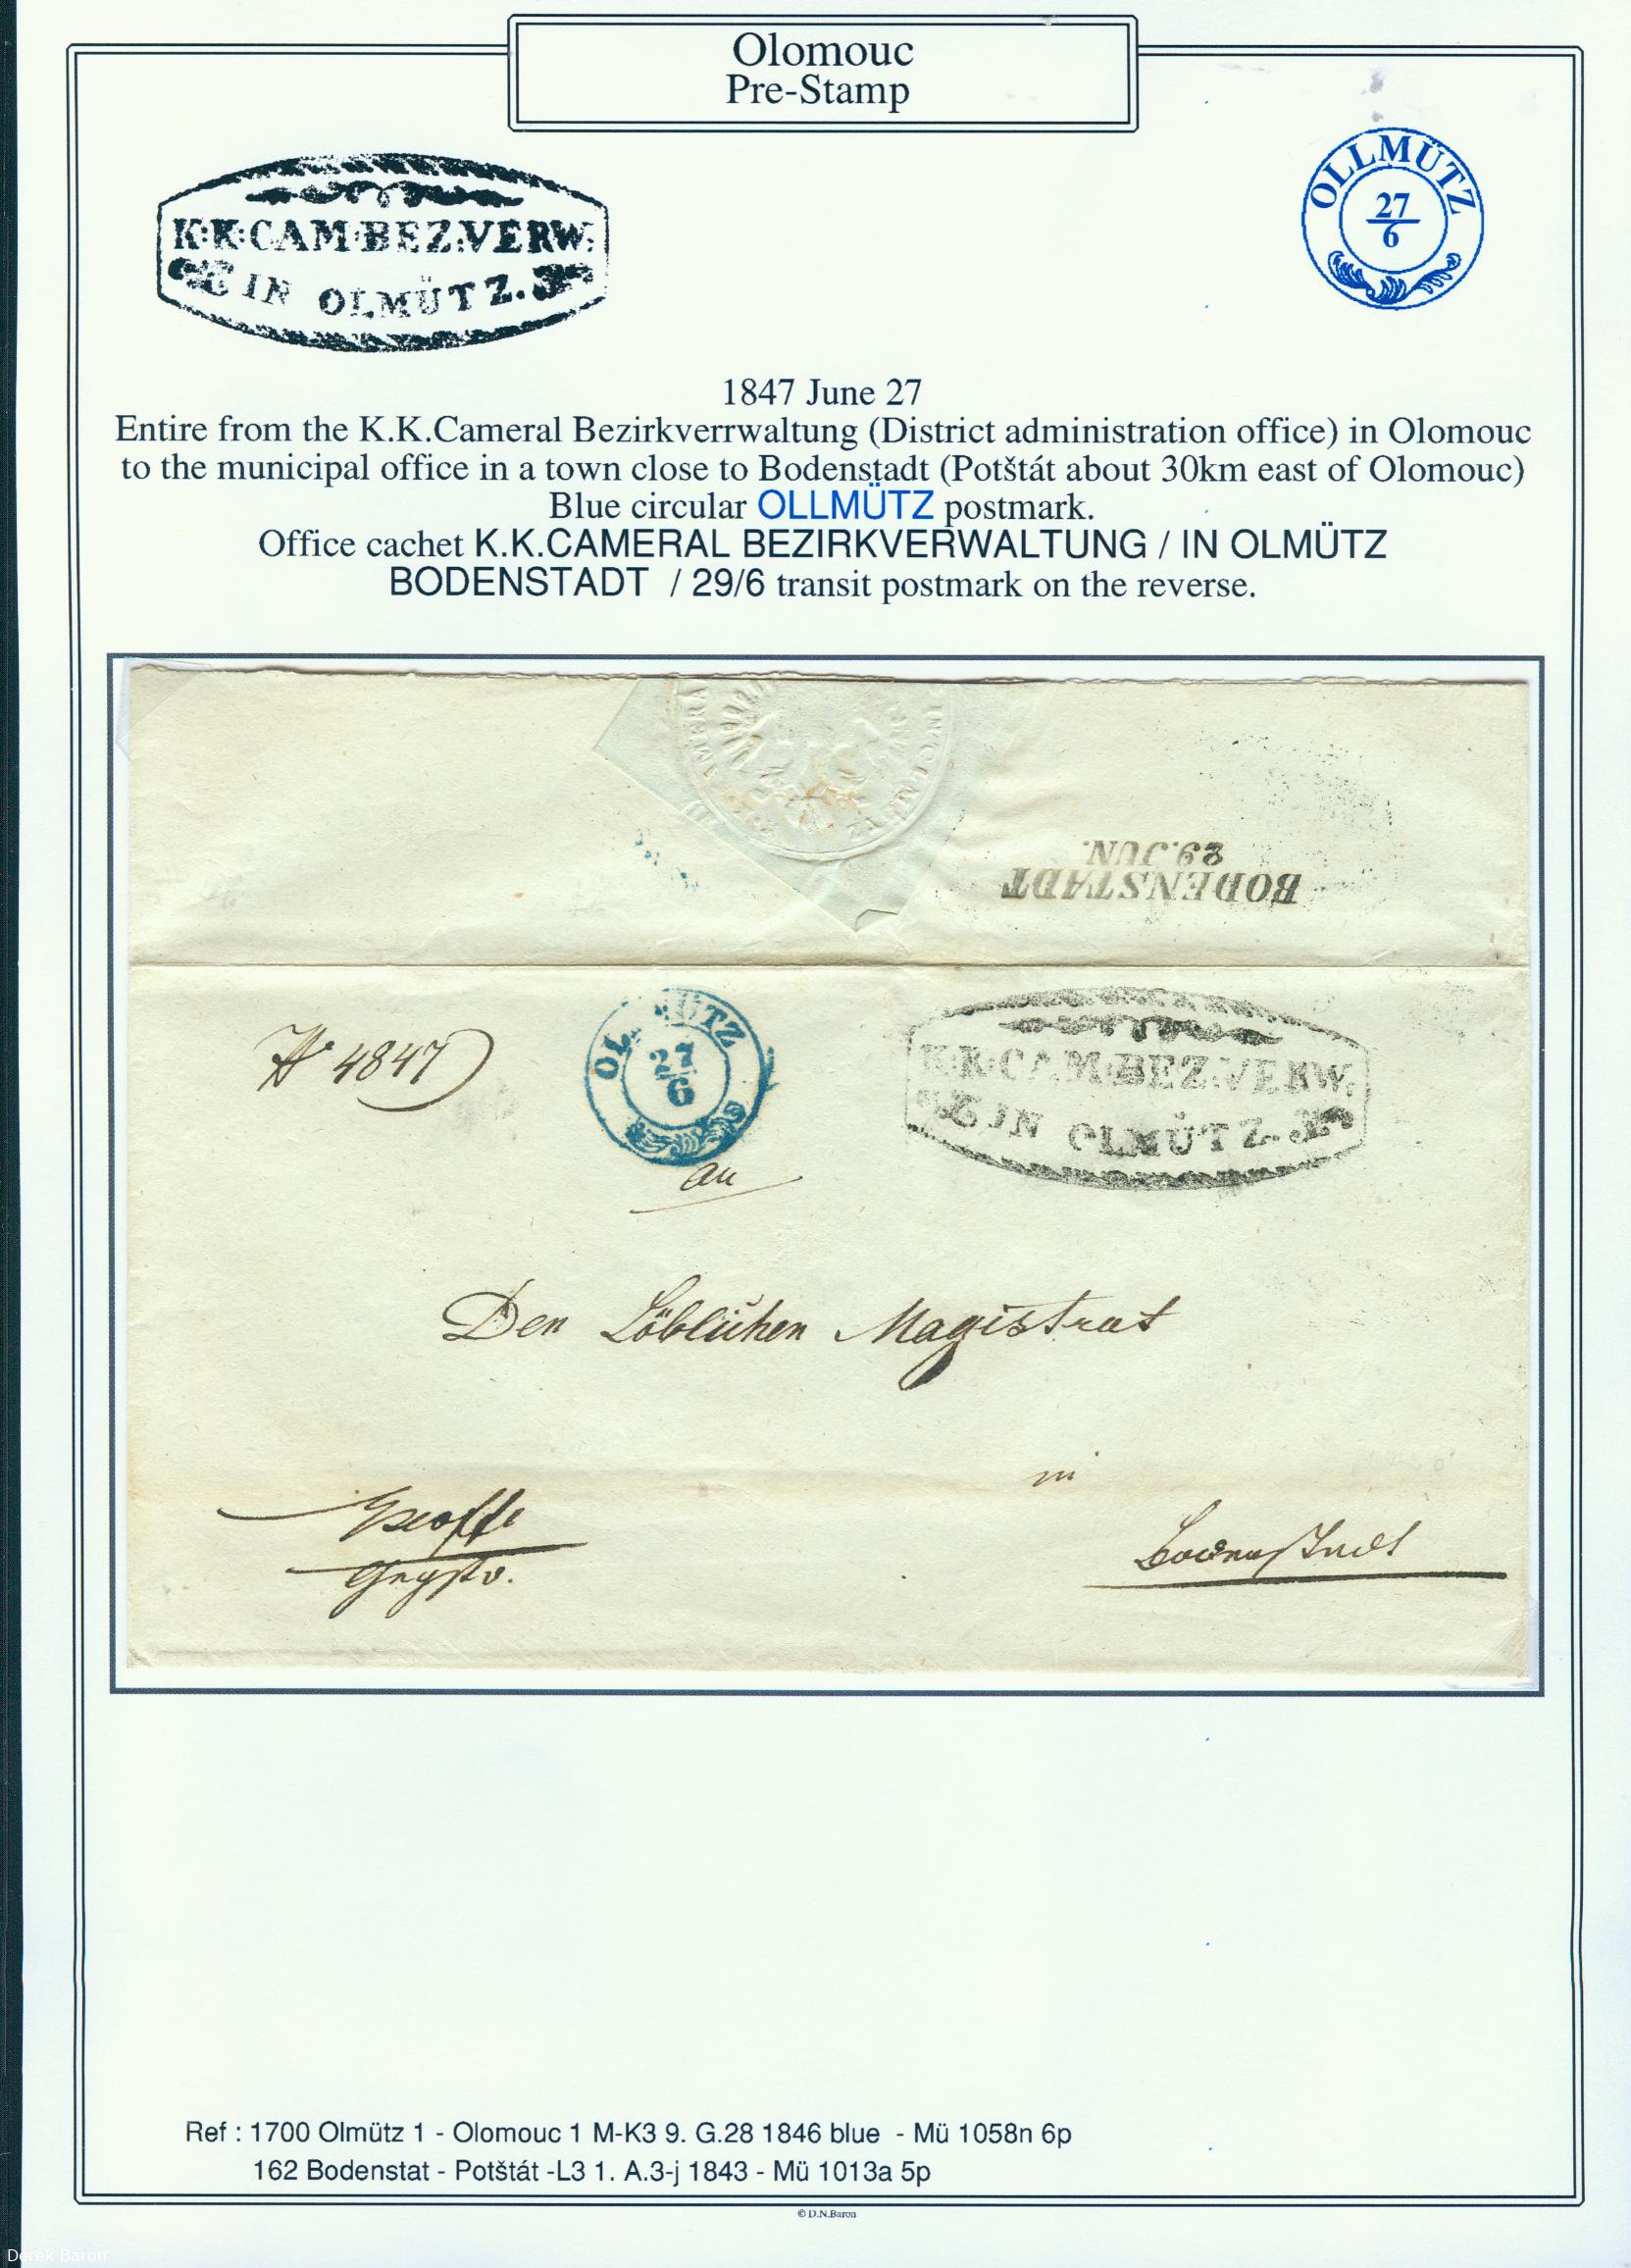 Olomouc
Pre-Stamp
K:K:CAM:BEZ:VERW:
IN OLMÜTZ.
OLLMÜTZ
27
6
1847 June 27
Entire from the K.K.Cameral Bezirkverrwaltung (District administration office) in Olomouc
to the municipal office in a town close to Bodenstadt (Potštát about 30km east of Olomouc)
Blue circular OLLMÜTZ postmark.
Office cachet K.K.CAMERAL BEZIRKVERWALTUNG / IN OLMÜTZ
BODENSTADT / 29/6 transit postmark on the reverse.
BODENSTADT
29.JUN.
No 4847
OL MÜTZ
27
6
K:K:CAM:BEZ:VERW:
IN OLMÜTZ.
An
Den Löblichen Magistrat
in
Bodenstadt
Ref : 1700 Olmütz 1 - Olomouc 1 M-K3 9. G.28 1846 blue - Mü 1058n 6p
162 Bodenstat - Potštát -L3 1. A.3-j 1843 - Mü 1013a 5p
© D.N.Baron
Derek Baron